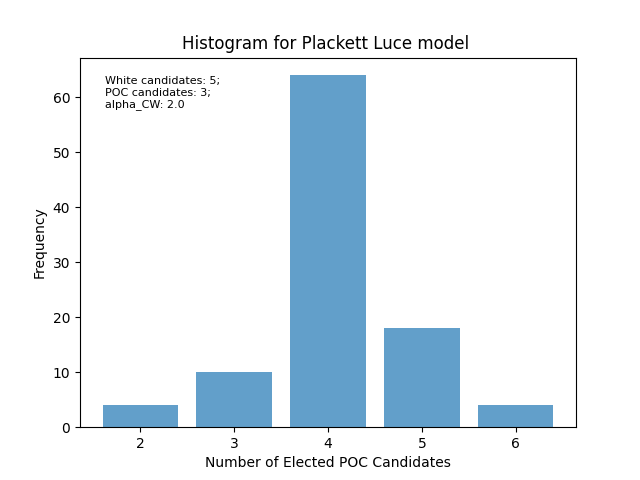 Histogram for Plackett Luce model
White candidates: 5;
POC candidates: 3;
alpha_CW: 2.0
Frequency
60
50
40
30
20
10
0
2 3 4 5 6
Number of Elected POC Candidates